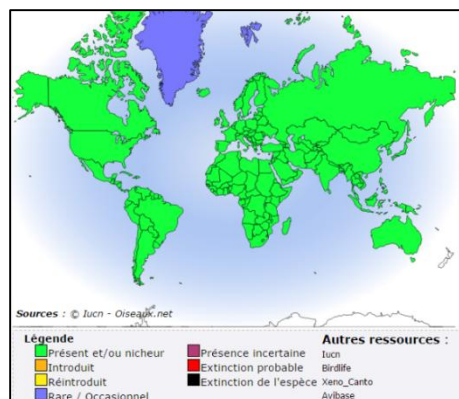 Sources : © Iucn - Oiseaux.net
Légende
Présent et/ou nicheur
Introduit
Réintroduit
Rare / Occasionnel
Présence incertaine
Extinction probable
Extinction de l'espèce
Autres ressources :
Iucn
Birdlife
Xeno_Canto
Avibase